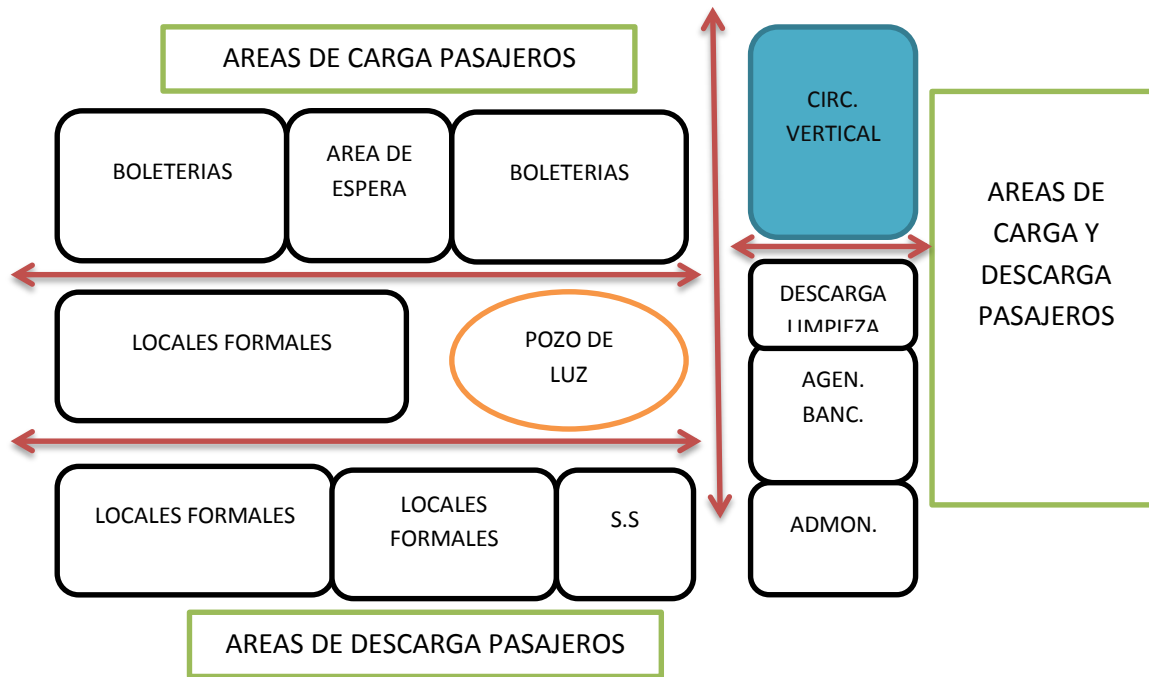 AREAS DE CARGA PASAJEROS
CIRC.
VERTICAL
BOLETERIAS
AREA DE
ESPERA
BOLETERIAS
AREAS DE
CARGA Y
DESCARGA
PASAJEROS
LOCALES FORMALES
POZO DE
LUZ
DESCARGA
LIMPIEZA
AGEN.
BANC.
LOCALES FORMALES
LOCALES
FORMALES
S.S
ADMON.
AREAS DE DESCARGA PASAJEROS